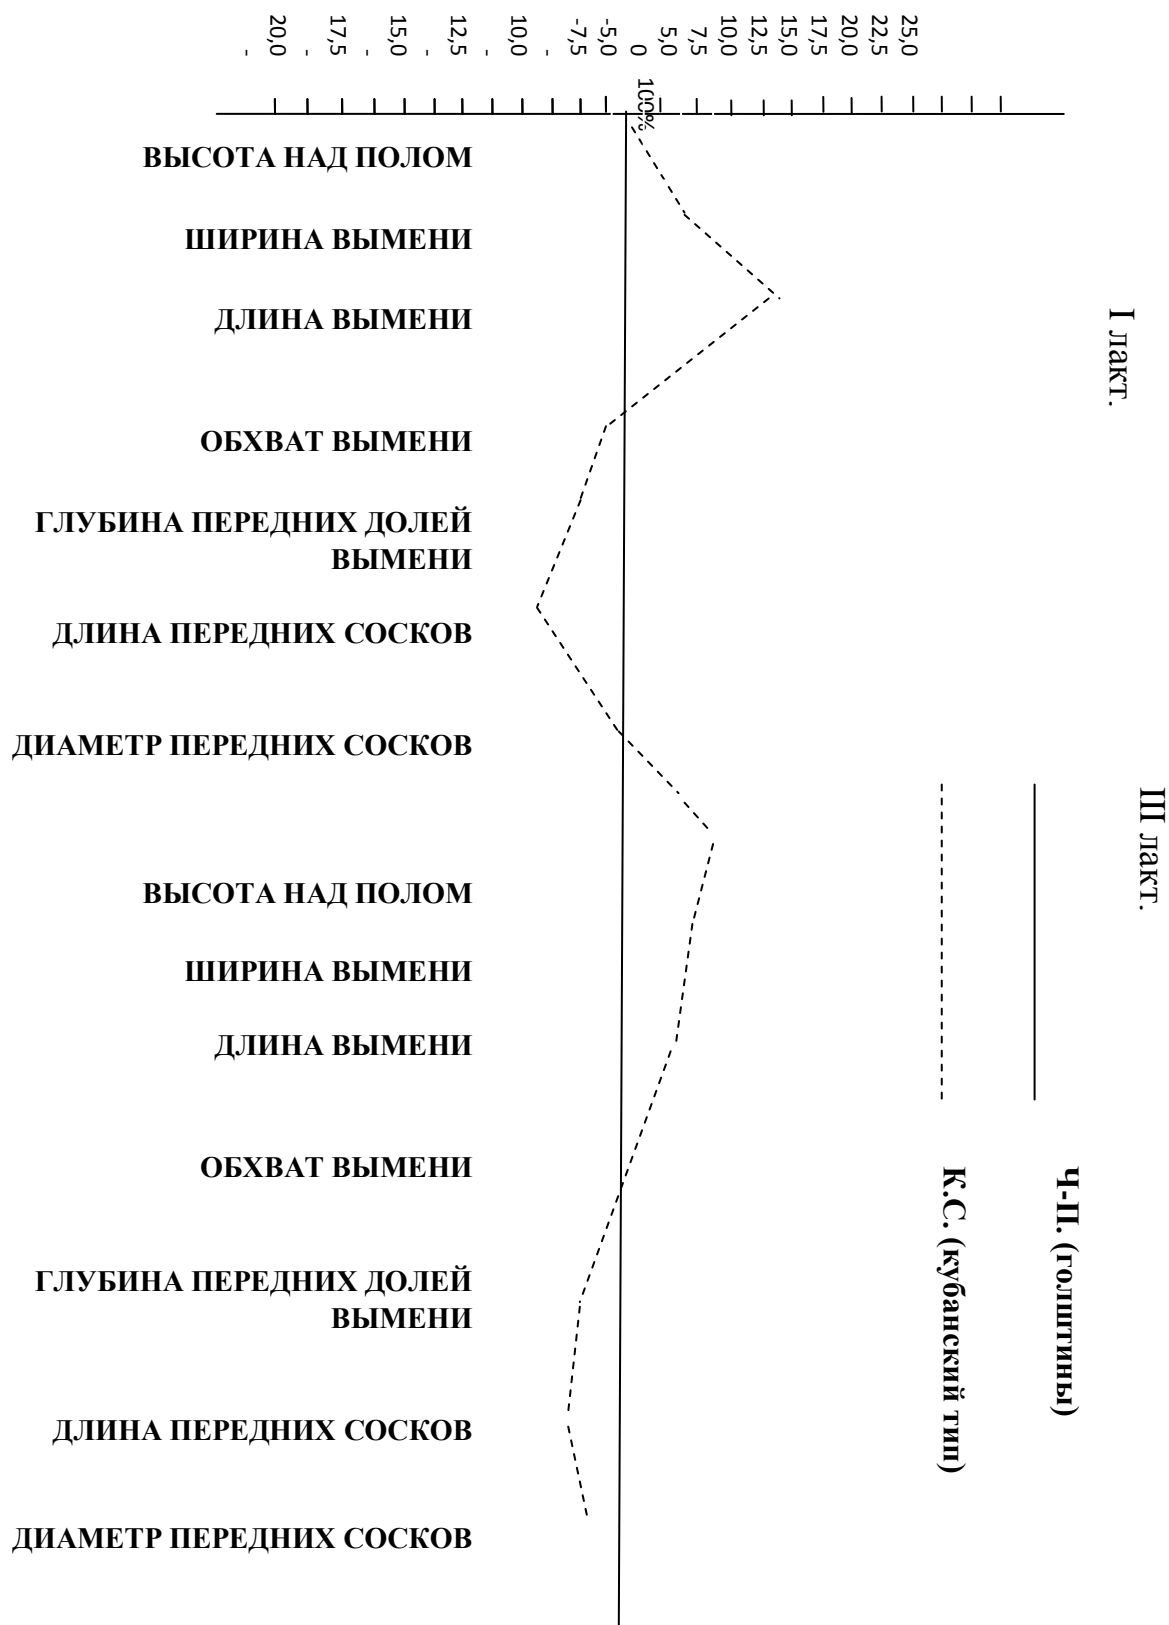 20,0
-
17,5
-
15,0
-
12,5
-
10,0
-
-7,5
-5,0
0
5,0
7,5
10,0
12,5
15,0
17,5
20,0
22,5
25,0
100%
ВЫСОТА НАД ПОЛОМ
ШИРИНА ВЫМЕНИ
ДЛИНА ВЫМЕНИ
ОБХВАТ ВЫМЕНИ
ГЛУБИНА ПЕРЕДНИХ ДОЛЕЙ
ВЫМЕНИ
ДЛИНА ПЕРЕДНИХ СОСКОВ
ДИАМЕТР ПЕРЕДНИХ СОСКОВ
ВЫСОТА НАД ПОЛОМ
ШИРИНА ВЫМЕНИ
ДЛИНА ВЫМЕНИ
ОБХВАТ ВЫМЕНИ
ГЛУБИНА ПЕРЕДНИХ ДОЛЕЙ
ВЫМЕНИ
ДЛИНА ПЕРЕДНИХ СОСКОВ
ДИАМЕТР ПЕРЕДНИХ СОСКОВ
I лакт.
III лакт.
Ч-П. (голштины)
К.С. (кубанский тип)